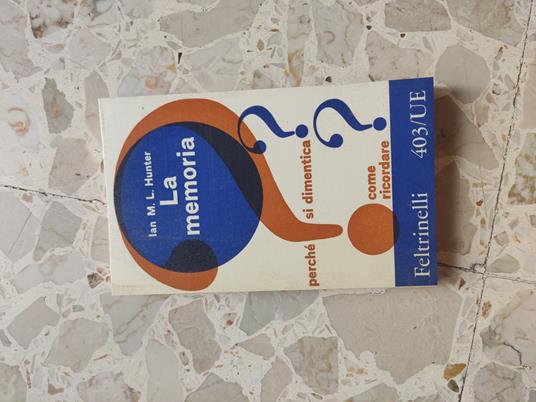 Ian M. L. Hunter
La
memoria
perché si dimentica?
come
ricordare?
Feltrinelli 403/UE